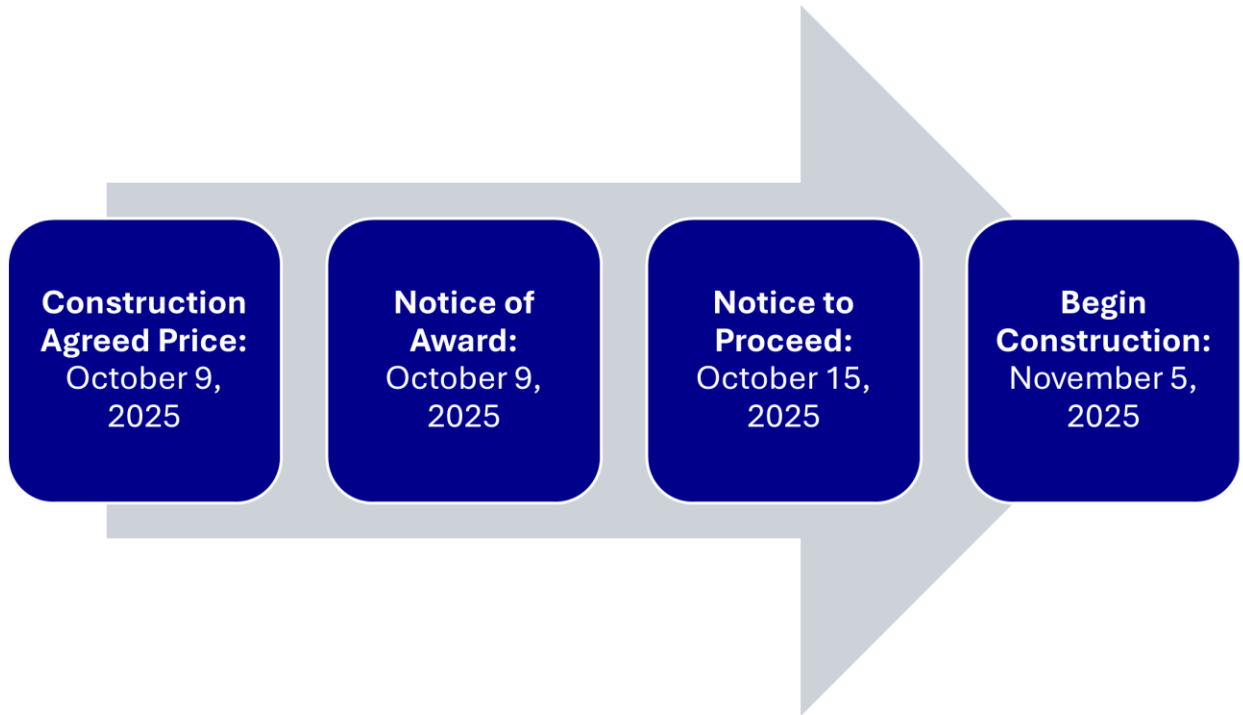 Construction
Agreed Price:
October 9,
2025
Notice of
Award:
October 9,
2025
Notice to
Proceed:
October 15,
2025
Begin
Construction:
November 5,
2025